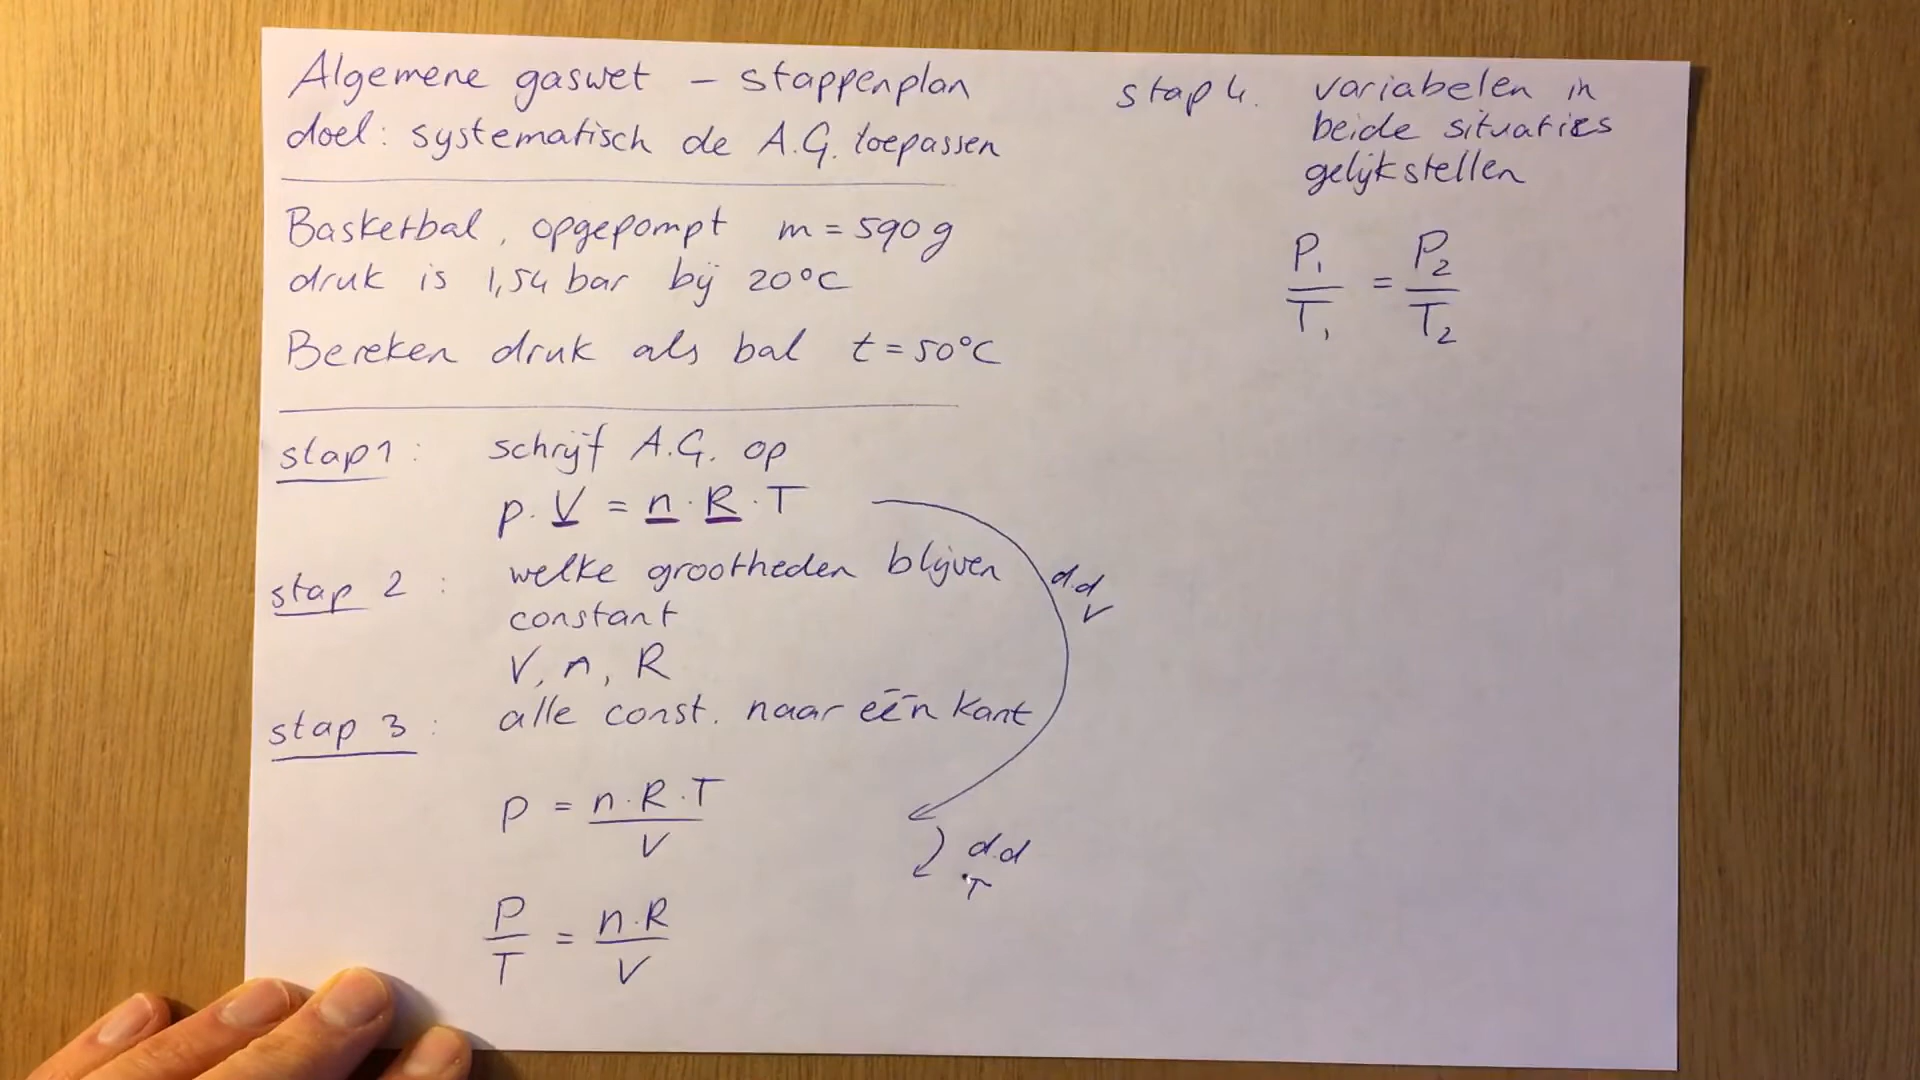 Algemene gaswet – stappenplan
doel: systematisch de A.G. toepassen
Basketbal, opgepompt m = 590 g
druk is 1,54 bar bij 20°C
Bereken druk als bal t = 50°C
stap 1: schrijf A.G. op
p · V = n · R · T
stap 2: welke grootheden blijven
constant
V, n, R
stap 3: alle const. naar één kant
d.d
V
P = n·R·T / V
d.d
T
P / T = n·R / V
stap 4. variabelen in
beide situaties
gelijkstellen
P₁ / T₁ = P₂ / T₂